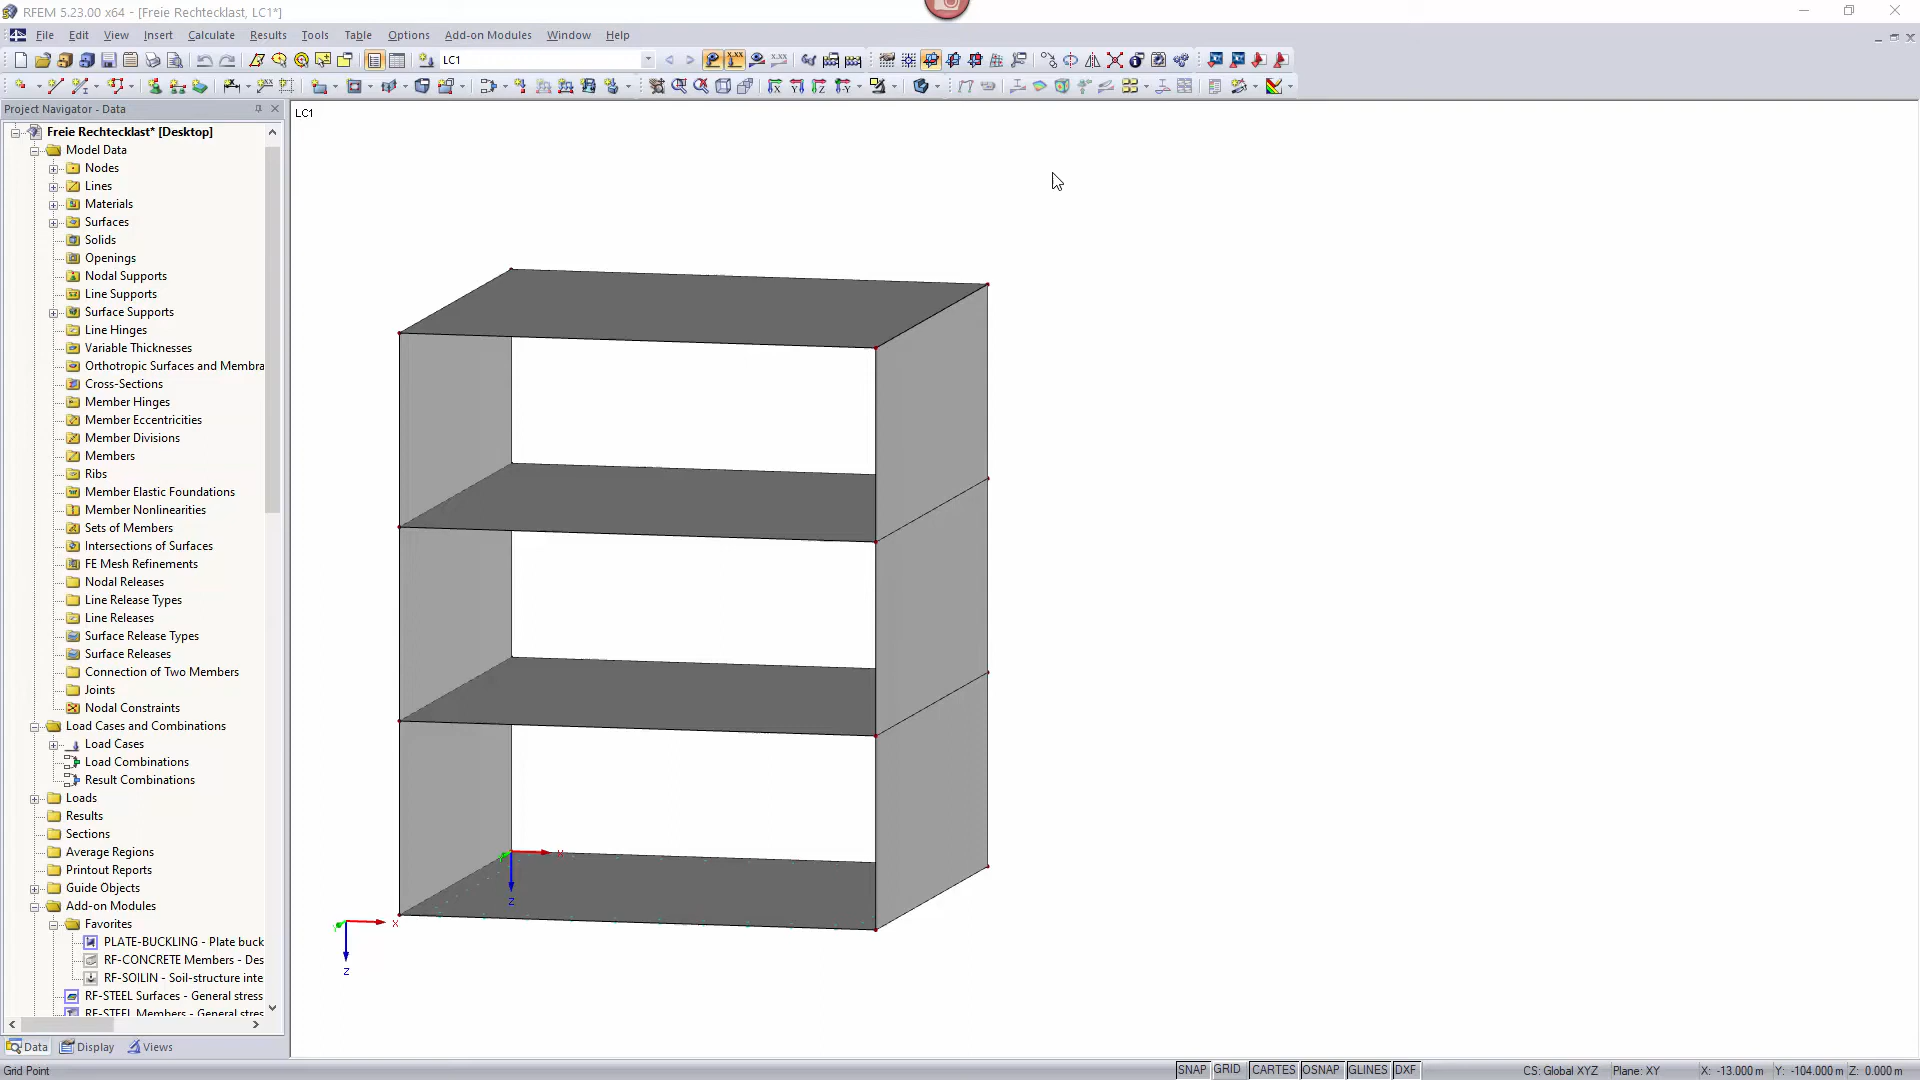 RFEM 5.23.00 x64 - [Freie Rechtecklast, LC1*]
File Edit View Insert Calculate Results Tools Table Options Add-on Modules Window Help
LC1
Project Navigator - Data
LC1
Freie Rechtecklast* [Desktop]
Model Data
Nodes
Lines
Materials
Surfaces
Solids
Openings
Nodal Supports
Line Supports
Surface Supports
Line Hinges
Variable Thicknesses
Orthotropic Surfaces and Membra
Cross-Sections
Member Hinges
Member Eccentricities
Member Divisions
Members
Ribs
Member Elastic Foundations
Member Nonlinearities
Sets of Members
Intersections of Surfaces
FE Mesh Refinements
Nodal Releases
Line Release Types
Line Releases
Surface Release Types
Surface Releases
Connection of Two Members
Joints
Nodal Constraints
Load Cases and Combinations
Load Cases
Load Combinations
Result Combinations
Loads
Results
Sections
Average Regions
Printout Reports
Guide Objects
Add-on Modules
Favorites
PLATE-BUCKLING - Plate buck
RF-CONCRETE Members - Des
RF-SOILIN - Soil-structure inte
RF-STEEL Surfaces - General stress
RF-STEEL Members - General stres
X
Z
X
Z
Data Display Views
Grid Point
SNAP GRID CARTES OSNAP GLINES DXF
CS: Global XYZ Plane: XY X: -13.000 m Y: -104.000 m Z: 0.000 m